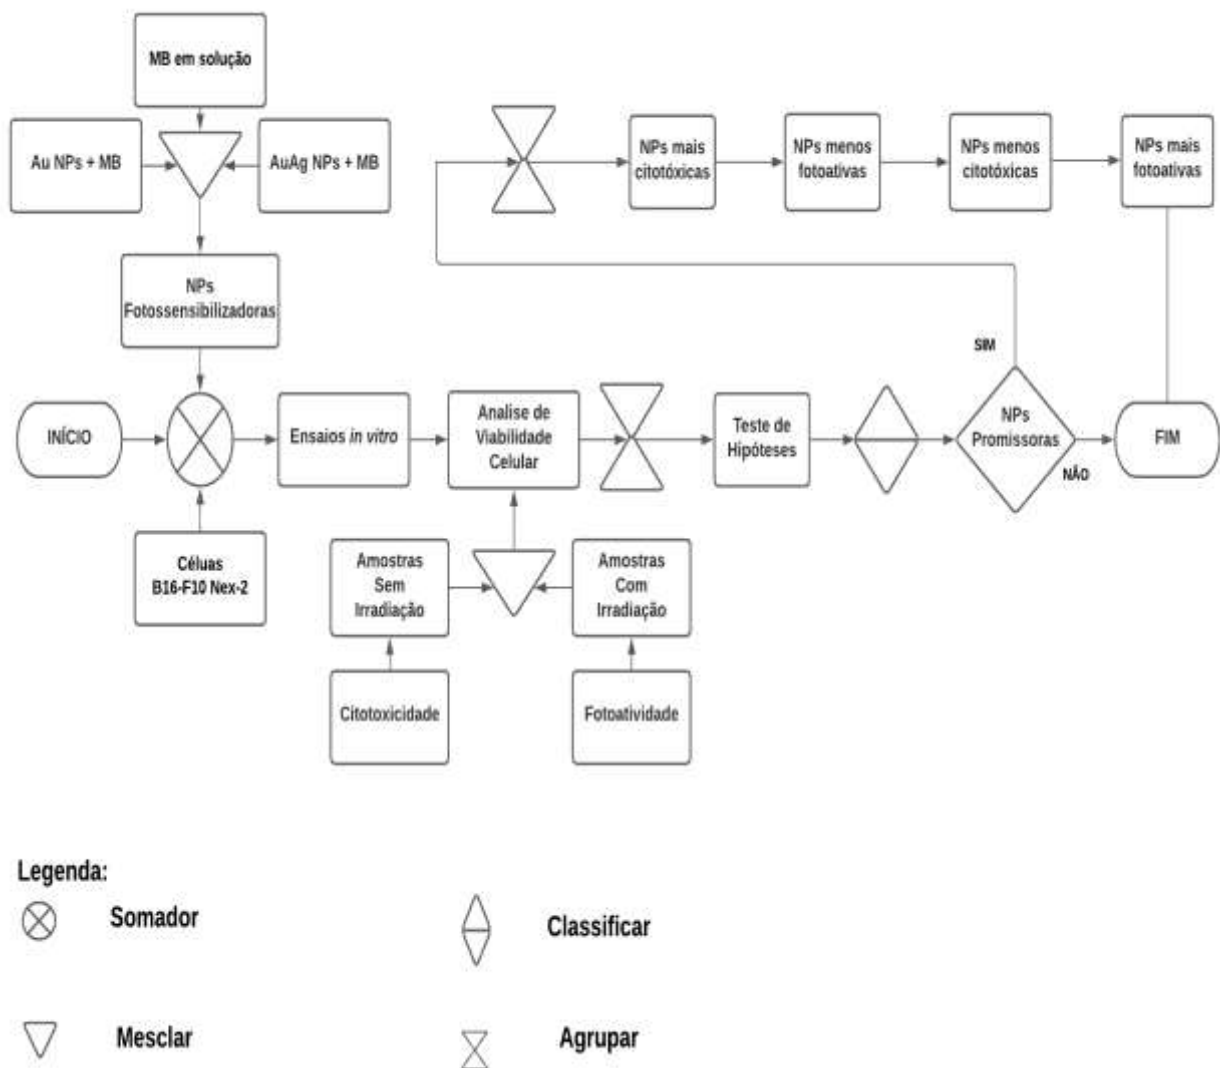 MB em solução
Au NPs + MB
AuAg NPs + MB
NPs mais
citotóxicas
NPs menos
fotoativas
NPs menos
citotóxicas
NPs mais
fotoativas
NPs
Fotossensibilizadoras
SIM
INÍCIO
Ensaios in vitro
Analise de
Viabilidade
Celular
Teste de
Hipóteses
NPs
Promissoras
NÃO
FIM
Céluas
B16-F10 Nex-2
Amostras
Sem
Irradiação
Amostras
Com
Irradiação
Citotoxicidade
Fotoatividade
Legenda:
Somador
Classificar
Mesclar
Agrupar